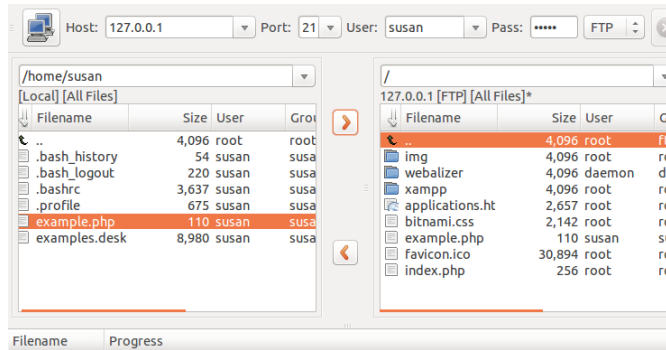 Host: 127.0.0.1 Port: 21 User: susan Pass: ••••• FTP
/home/susan
[Local] [All Files]
Filename Size User Grou
.. 4,096 root root
.bash_history 54 susan susa
.bash_logout 220 susan susa
.bashrc 3,637 susan susa
.profile 675 susan susa
example.php 110 susan susa
examples.desk 8,980 susan susa
/
127.0.0.1 [FTP] [All Files]*
Filename Size User
.. 4,096 root
img 4,096 root
webalizer 4,096 daemon
xampp 4,096 root
applications.ht 2,657 root
bitnami.css 2,142 root
example.php 110 susan
favicon.ico 30,894 root
index.php 256 root
Filename Progress